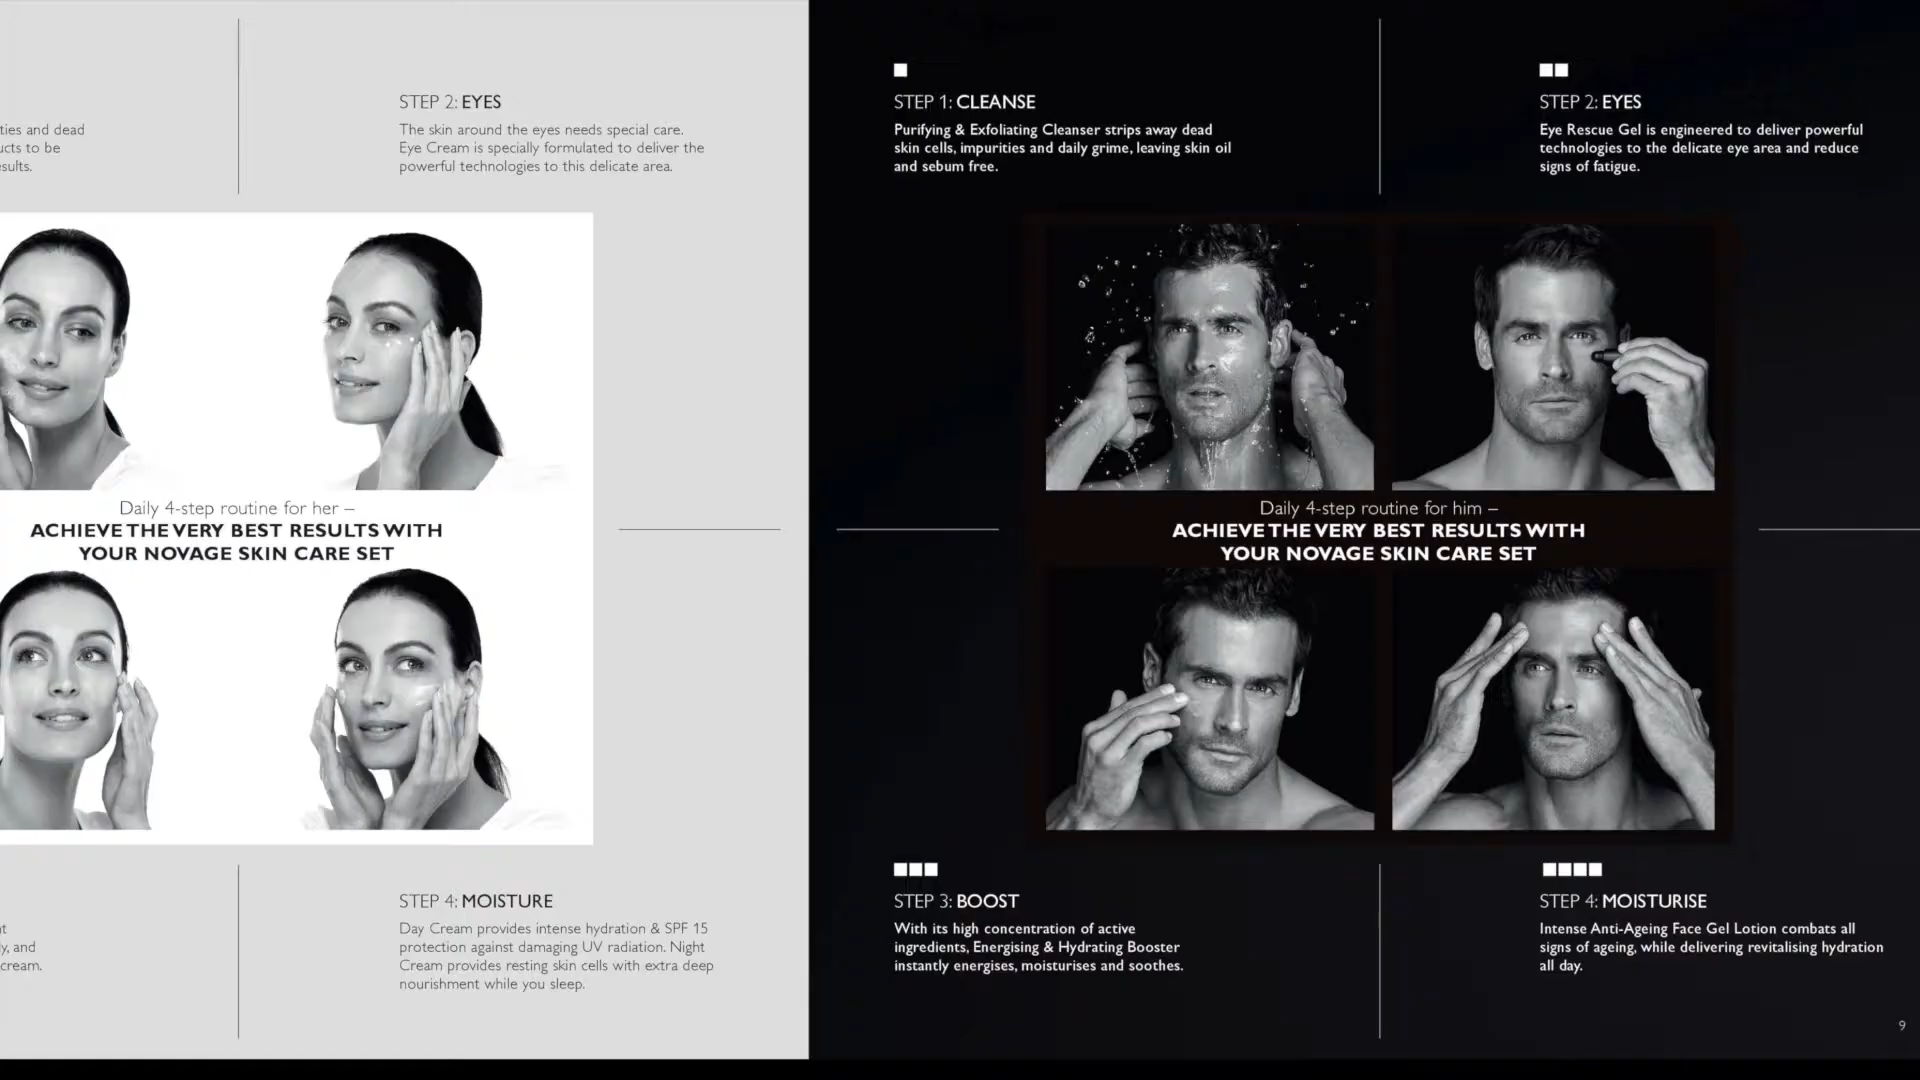 ties and dead
ucts to be
esults.
STEP 2: EYES
The skin around the eyes needs special care.
Eye Cream is specially formulated to deliver the
powerful technologies to this delicate area.
Daily 4-step routine for her –
ACHIEVE THE VERY BEST RESULTS WITH
YOUR NOVAGE SKIN CARE SET
y, and
cream.
STEP 4: MOISTURE
Day Cream provides intense hydration & SPF 15
protection against damaging UV radiation. Night
Cream provides resting skin cells with extra deep
nourishment while you sleep.
STEP 1: CLEANSE
Purifying & Exfoliating Cleanser strips away dead
skin cells, impurities and daily grime, leaving skin oil
and sebum free.
STEP 2: EYES
Eye Rescue Gel is engineered to deliver powerful
technologies to the delicate eye area and reduce
signs of fatigue.
Daily 4-step routine for him –
ACHIEVE THE VERY BEST RESULTS WITH
YOUR NOVAGE SKIN CARE SET
STEP 3: BOOST
With its high concentration of active
ingredients, Energising & Hydrating Booster
instantly energises, moisturises and soothes.
STEP 4: MOISTURISE
Intense Anti-Ageing Face Gel Lotion combats all
signs of ageing, while delivering revitalising hydration
all day.
9